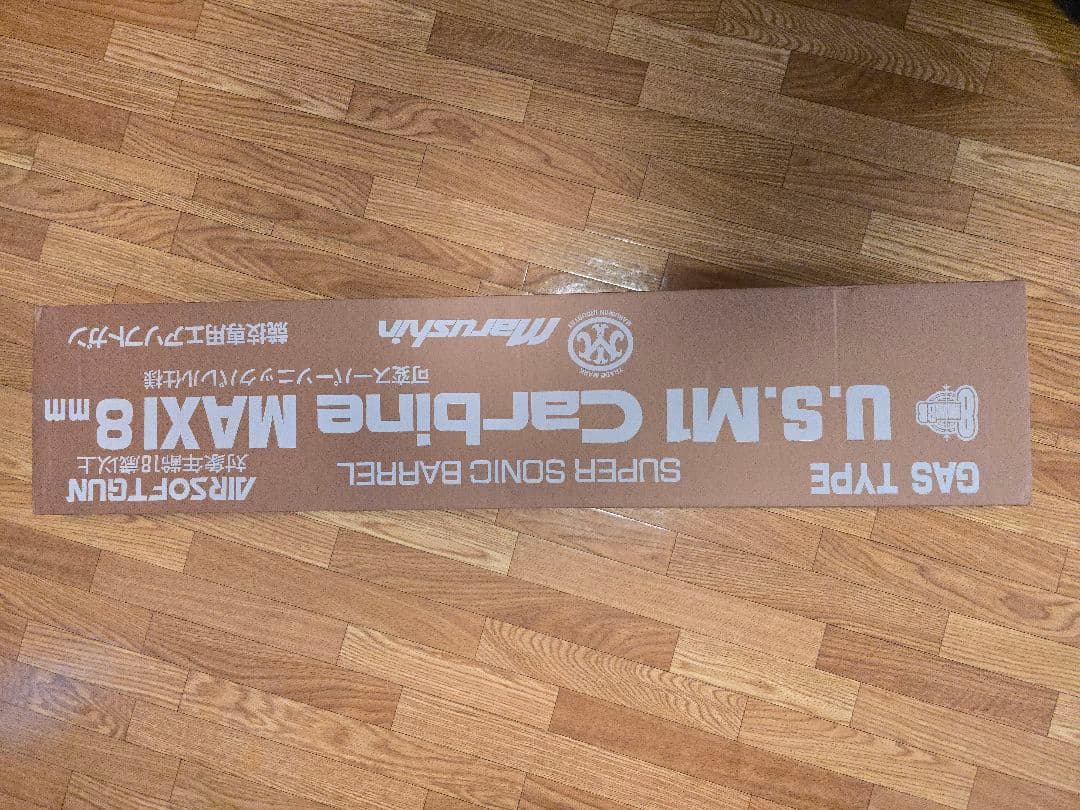 GAS TYPE
SUPER SONIC BARREL
AIRSOFTGUN
対象年齢18歳以上
U.S.M1 Carbine MAXI 8mm
可変スーパーソニックバレル仕様
TRADE MARK
Marushin
競技専用エアソフトガン